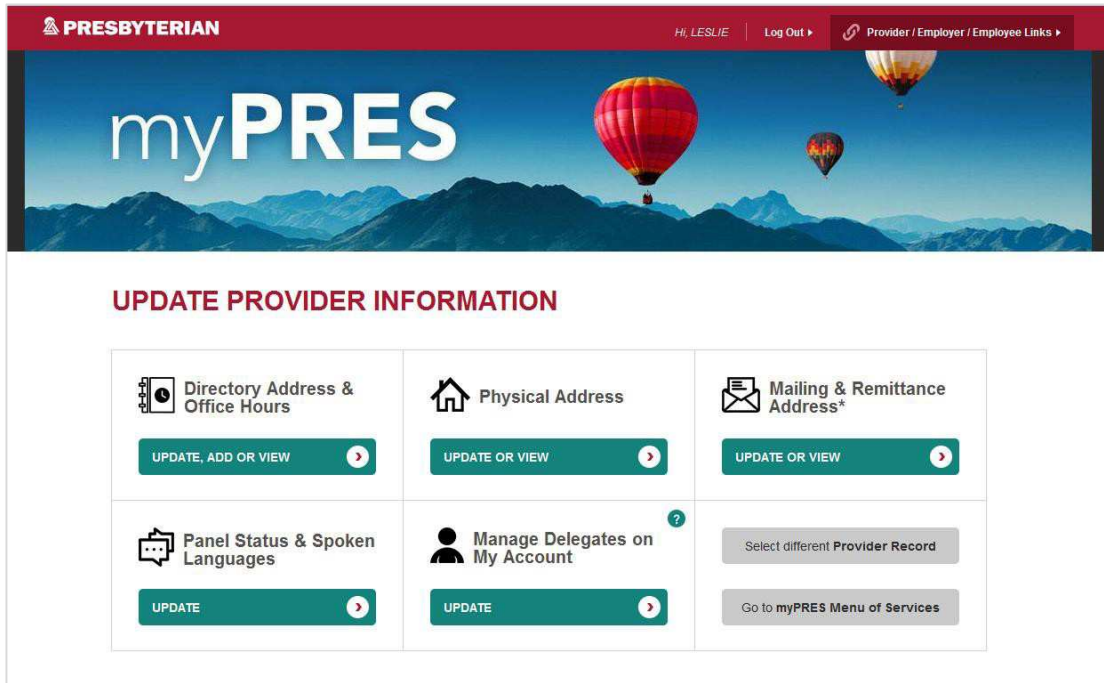 PRESBYTERIAN
Hi, LESLIE
Log Out
Provider / Employer / Employee Links
myPRES
UPDATE PROVIDER INFORMATION
Directory Address &
Office Hours
UPDATE, ADD OR VIEW
Physical Address
UPDATE OR VIEW
Mailing & Remittance
Address*
UPDATE OR VIEW
Panel Status & Spoken
Languages
UPDATE
?
Manage Delegates on
My Account
UPDATE
Select different Provider Record
Go to myPRES Menu of Services